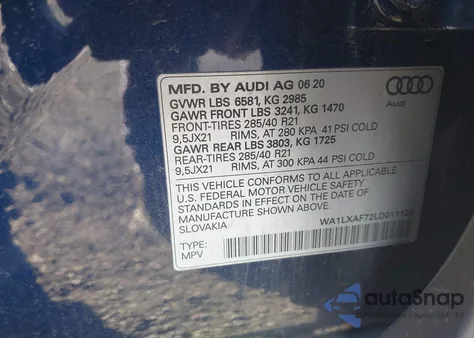 MFD. BY AUDI AG 06 20
GVWR LBS 6581, KG 2985
GAWR FRONT LBS 3241, KG 1470
FRONT-TIRES 285/40 R21
9,5JX21 RIMS, AT 280 KPA 41 PSI COLD
GAWR REAR LBS 3803, KG 1725
REAR-TIRES 285/40 R21
9,5JX21 RIMS, AT 300 KPA 44 PSI COLD
Audi
THIS VEHICLE CONFORMS TO ALL APPLICABLE
U.S. FEDERAL MOTOR VEHICLE SAFETY
STANDARDS IN EFFECT ON THE DATE OF
MANUFACTURE SHOWN ABOVE.
SLOVAKIA
WA1LXAF72LD011124
TYPE:
MPV
autoSnap